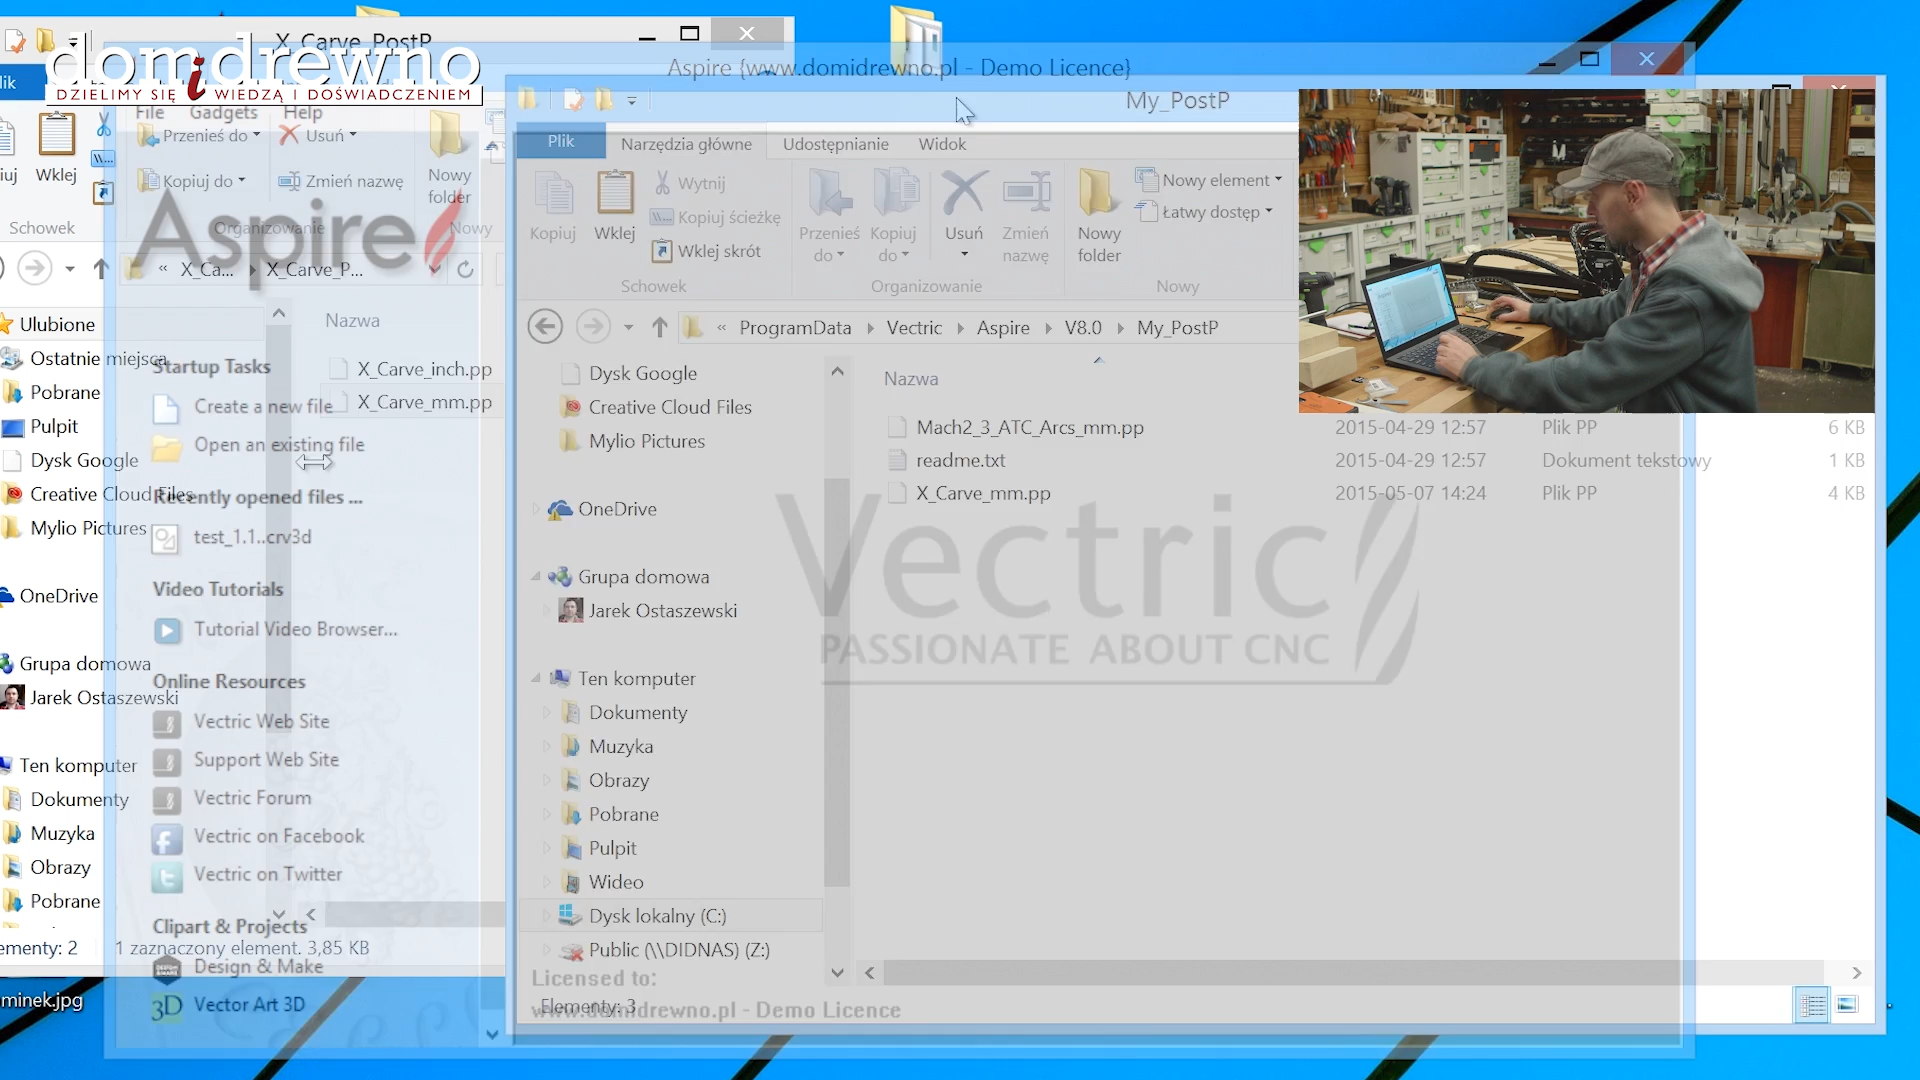 X_Carve_PostP
domidrewno
DZIELIMY SIĘ WIEDZĄ I DOŚWIADCZENIEM
Aspire {www.domidrewno.pl - Demo Licence}
My_PostP
File Gadgets Help
Przenieś do
Usuń
Kopiuj do
Zmień nazwę
Nowy folder
Wklej
Schowek
Organizowanie
Nowy
Aspire
« X_Ca... X_Carve_P...
Plik Narzędzia główne Udostępnianie Widok
Kopiuj
Wklej
Wytnij
Kopiuj ścieżkę
Wklej skrót
Przenieś do
Kopiuj do
Usuń
Zmień nazwę
Nowy folder
Nowy element
Łatwy dostęp
Schowek
Organizowanie
Nowy
« ProgramData Vectric Aspire V8.0 My_PostP
Ulubione
Ostatnie miejsca
Pobrane
Pulpit
Dysk Google
Creative Cloud Files
Mylio Pictures
OneDrive
Grupa domowa
Jarek Ostaszewski
Ten komputer
Dokumenty
Muzyka
Obrazy
Pobrane
ementy: 2
1 zaznaczony element. 3,85 KB
minek.jpg
Nazwa
X_Carve_inch.pp
X_Carve_mm.pp
Startup Tasks
Create a new file
Open an existing file
Recently opened files ...
test_1.1..crv3d
Video Tutorials
Tutorial Video Browser...
Online Resources
Vectric Web Site
Support Web Site
Vectric Forum
Vectric on Facebook
Vectric on Twitter
Clipart & Projects
Design & Make
3D Vector Art 3D
Dysk Google
Creative Cloud Files
Mylio Pictures
OneDrive
Grupa domowa
Jarek Ostaszewski
Ten komputer
Dokumenty
Muzyka
Obrazy
Pobrane
Pulpit
Wideo
Dysk lokalny (C:)
Public (\\DIDNAS) (Z:)
Nazwa
Mach2_3_ATC_Arcs_mm.pp 2015-04-29 12:57 Plik PP 6 KB
readme.txt 2015-04-29 12:57 Dokument tekstowy 1 KB
X_Carve_mm.pp 2015-05-07 14:24 Plik PP 4 KB
Vectric
PASSIONATE ABOUT CNC
Licensed to:
Elementy: 3
www.domidrewno.pl - Demo Licence